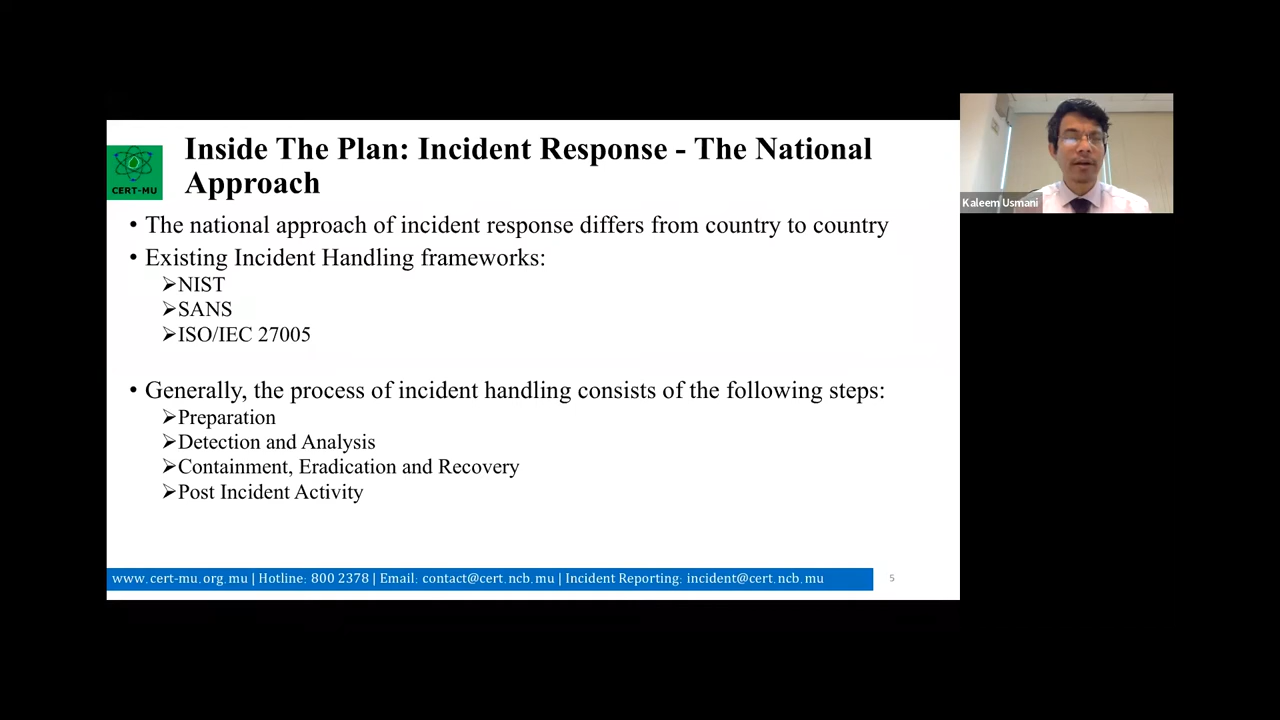 Inside The Plan: Incident Response - The National
Approach
CERT-MU
• The national approach of incident response differs from country to country
• Existing Incident Handling frameworks:
➢NIST
➢SANS
➢ISO/IEC 27005
• Generally, the process of incident handling consists of the following steps:
➢Preparation
➢Detection and Analysis
➢Containment, Eradication and Recovery
➢Post Incident Activity
www.cert-mu.org.mu | Hotline: 800 2378 | Email: contact@cert.ncb.mu | Incident Reporting: incident@cert.ncb.mu
5
Kaleem Usmani